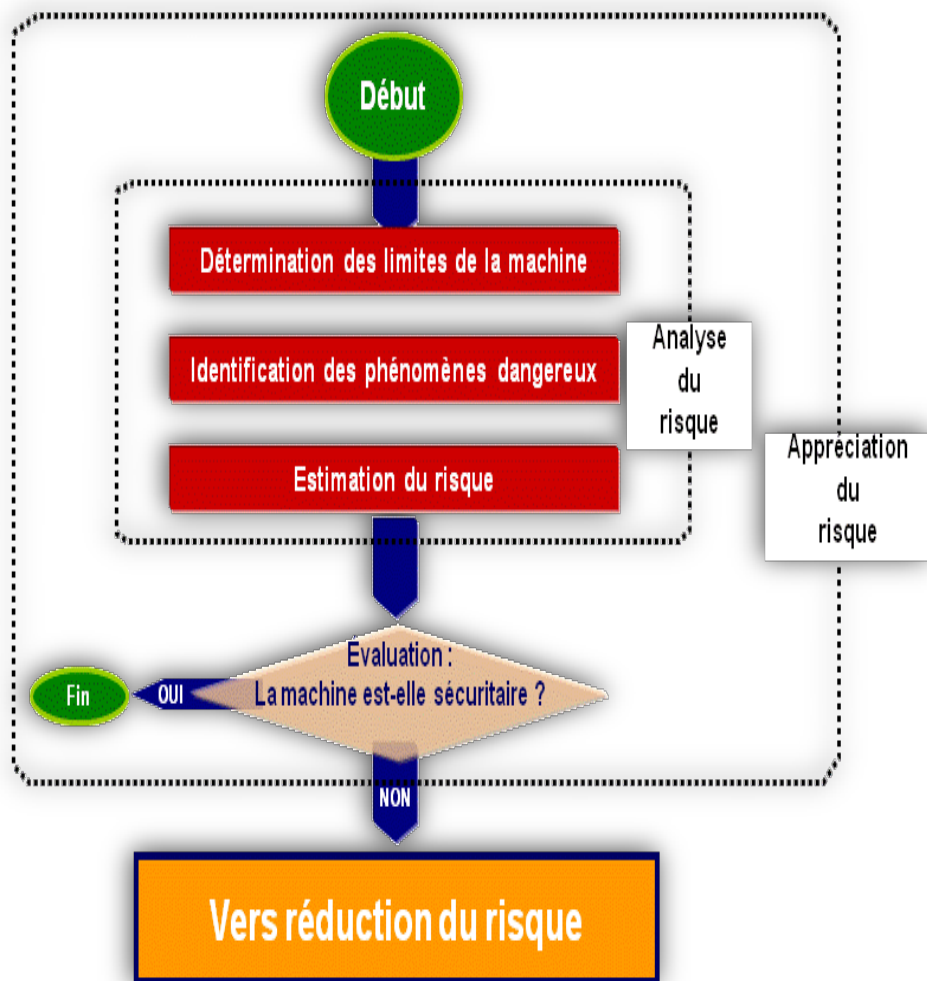 Début
Détermination des limites de la machine
Identification des phénomènes dangereux
Estimation du risque
Analyse
du
risque
Appréciation
du
risque
Evaluation :
La machine est-elle sécuritaire ?
OUI
Fin
NON
Vers réduction du risque